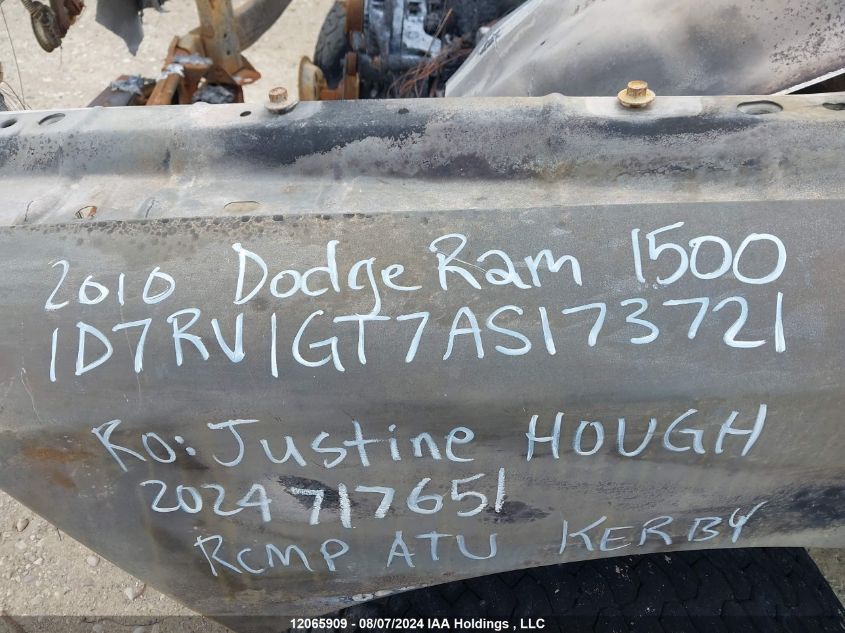 2010 Dodge Ram 1500
1D7RV1GT7AS173721
RO: Justine HOUGH
2024 717651
RCMP ATU KERBY
12065909 - 08/07/2024 IAA Holdings , LLC